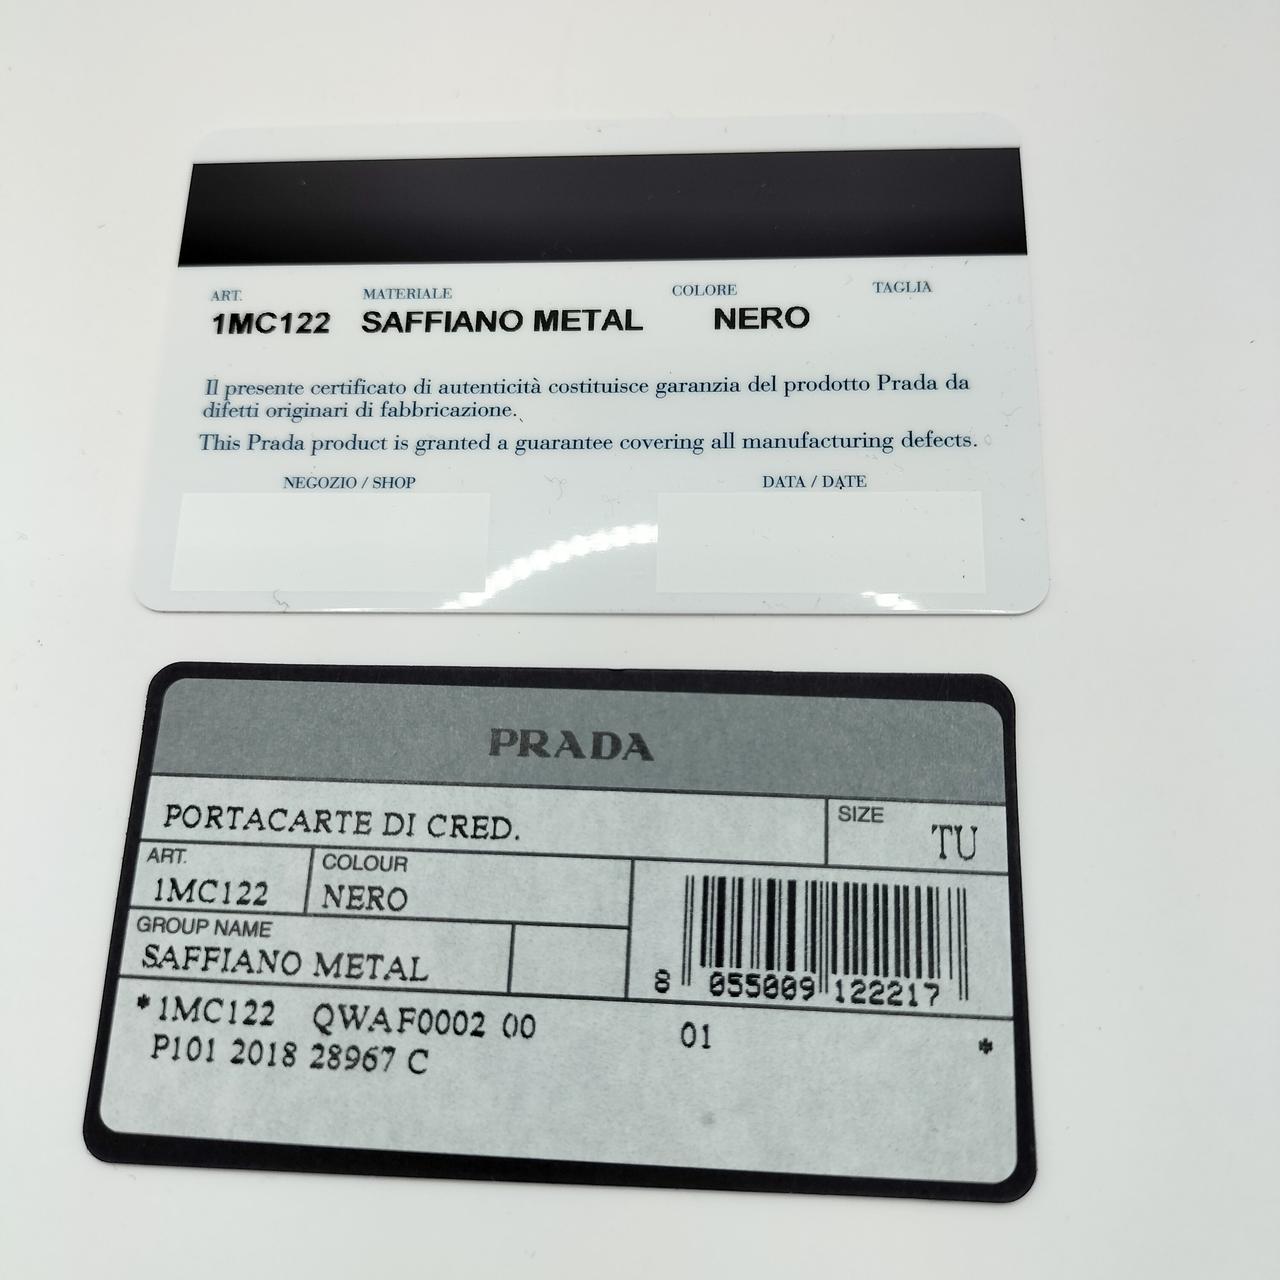 ART. MATERIALE COLORE TAGLIA
1MC122 SAFFIANO METAL NERO
Il presente certificato di autenticità costituisce garanzia del prodotto Prada da
difetti originari di fabbricazione.
This Prada product is granted a guarantee covering all manufacturing defects.
NEGOZIO / SHOP DATA / DATE
PRADA
PORTACARTE DI CRED.
SIZE
TU
ART.
1MC122
COLOUR
NERO
GROUP NAME
SAFFIANO METAL
8 055009 122217
*1MC122 QWAF0002 00 01 *
P101 2018 28967 C